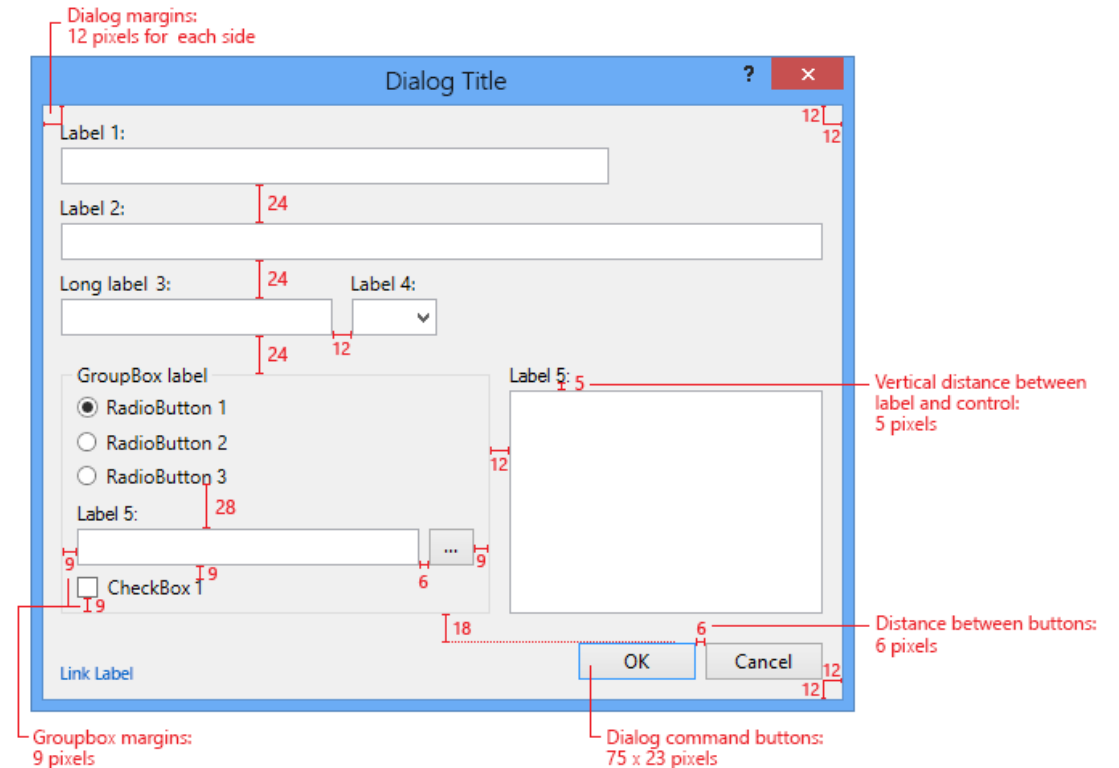 Dialog margins:
12 pixels for each side
Dialog Title
?
12
12
Label 1:
24
Label 2:
24
Long label 3:
Label 4:
12
24
GroupBox label
RadioButton 1
RadioButton 2
RadioButton 3
28
Label 5:
...
9
9
6
9
CheckBox 1
9
Label 5:
5
12
Vertical distance between
label and control:
5 pixels
18
6
Distance between buttons:
6 pixels
Link Label
OK
Cancel
12
12
Groupbox margins:
9 pixels
Dialog command buttons:
75 x 23 pixels